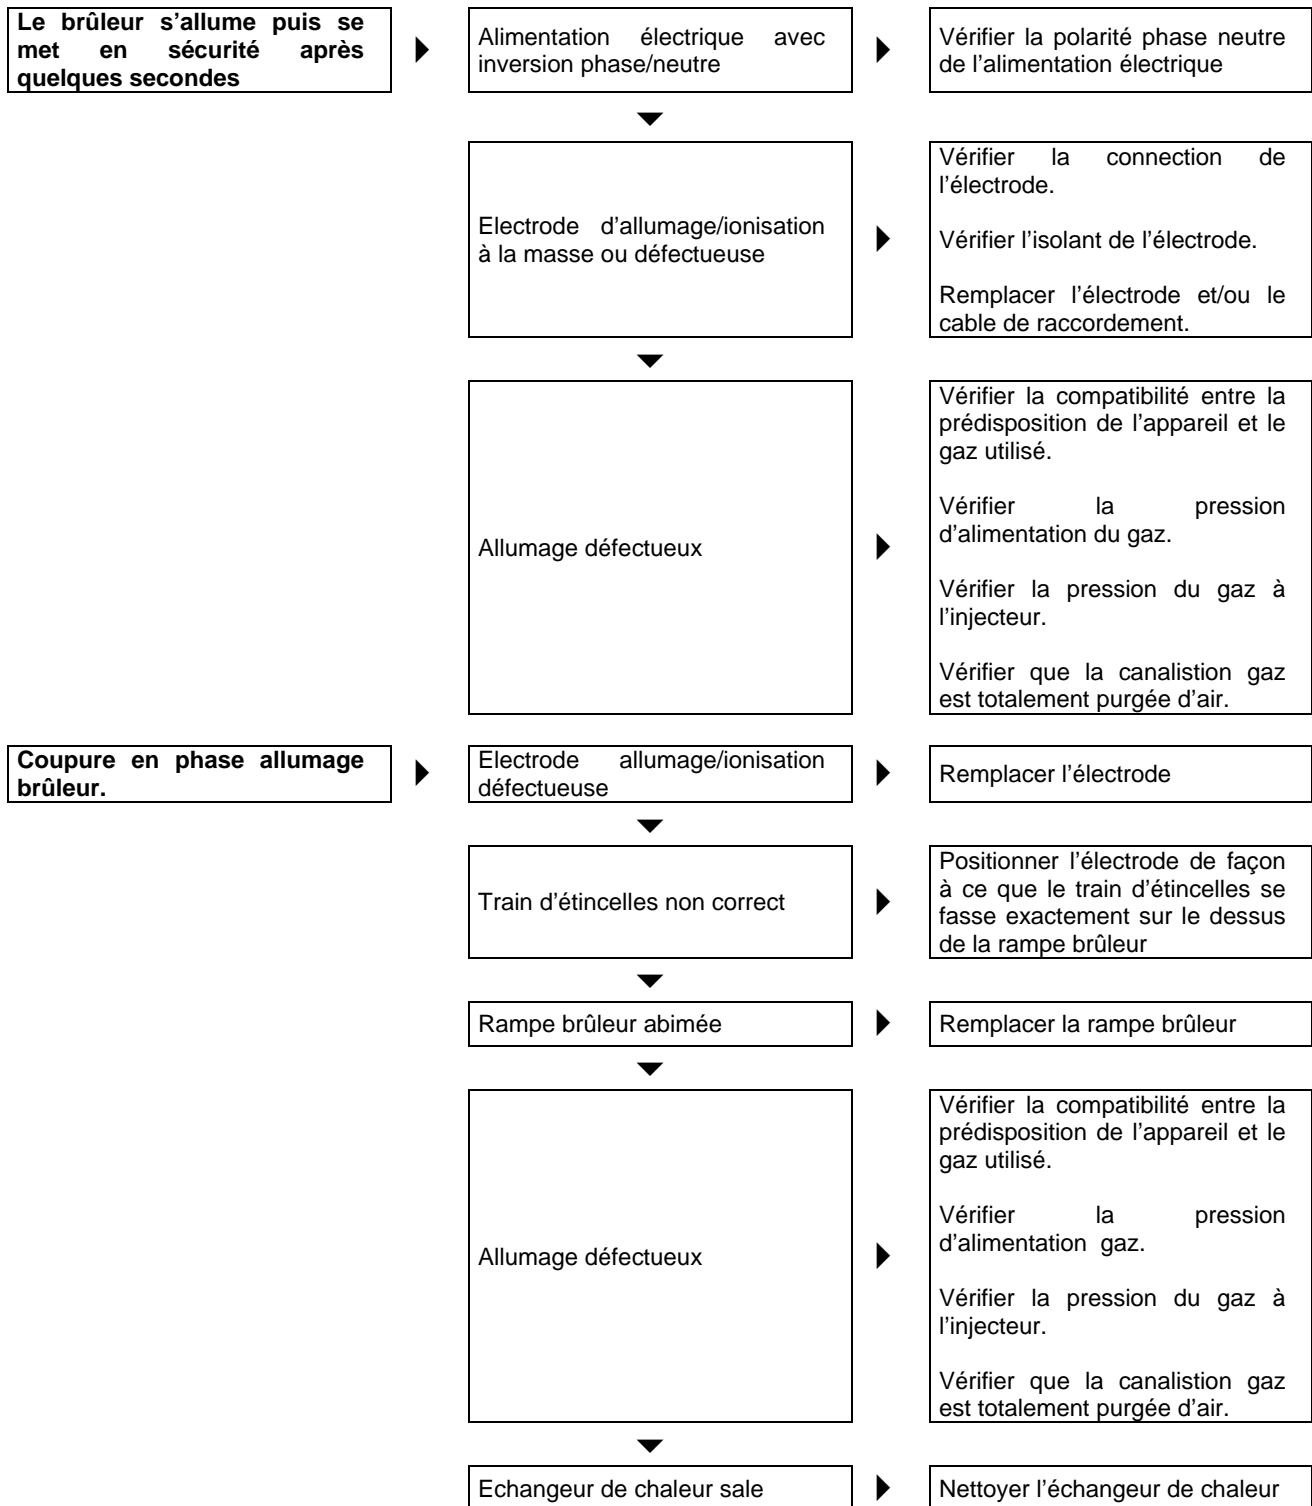 Le brûleur s’allume puis se
met en sécurité après
quelques secondes
Alimentation électrique avec
inversion phase/neutre
Vérifier la polarité phase neutre
de l’alimentation électrique
Electrode d’allumage/ionisation
à la masse ou défectueuse
Vérifier la connection de
l’électrode.
Vérifier l’isolant de l’électrode.
Remplacer l’électrode et/ou le
cable de raccordement.
Allumage défectueux
Vérifier la compatibilité entre la
prédisposition de l’appareil et le
gaz utilisé.
Vérifier la pression
d’alimentation du gaz.
Vérifier la pression du gaz à
l’injecteur.
Vérifier que la canalistion gaz
est totalement purgée d’air.
Coupure en phase allumage
brûleur.
Electrode allumage/ionisation
défectueuse
Remplacer l’électrode
Train d’étincelles non correct
Positionner l’électrode de façon
à ce que le train d’étincelles se
fasse exactement sur le dessus
de la rampe brûleur
Rampe brûleur abimée
Remplacer la rampe brûleur
Allumage défectueux
Vérifier la compatibilité entre la
prédisposition de l’appareil et le
gaz utilisé.
Vérifier la pression
d’alimentation gaz.
Vérifier la pression du gaz à
l’injecteur.
Vérifier que la canalistion gaz
est totalement purgée d’air.
Echangeur de chaleur sale
Nettoyer l’échangeur de chaleur